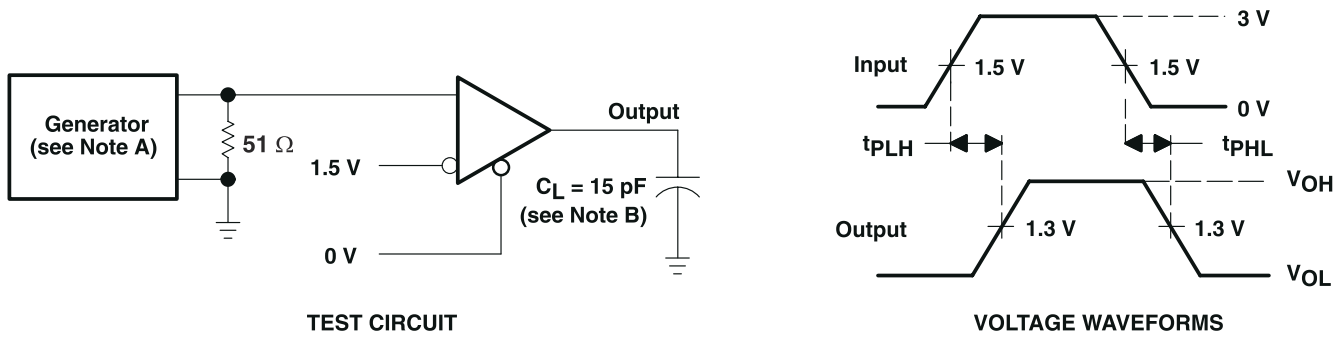 Generator
(see Note A)
51 Ω
1.5 V
0 V
Output
CL = 15 pF
(see Note B)
TEST CIRCUIT
3 V
Input
1.5 V
1.5 V
0 V
tPLH
tPHL
VOH
Output
1.3 V
1.3 V
VOL
VOLTAGE WAVEFORMS